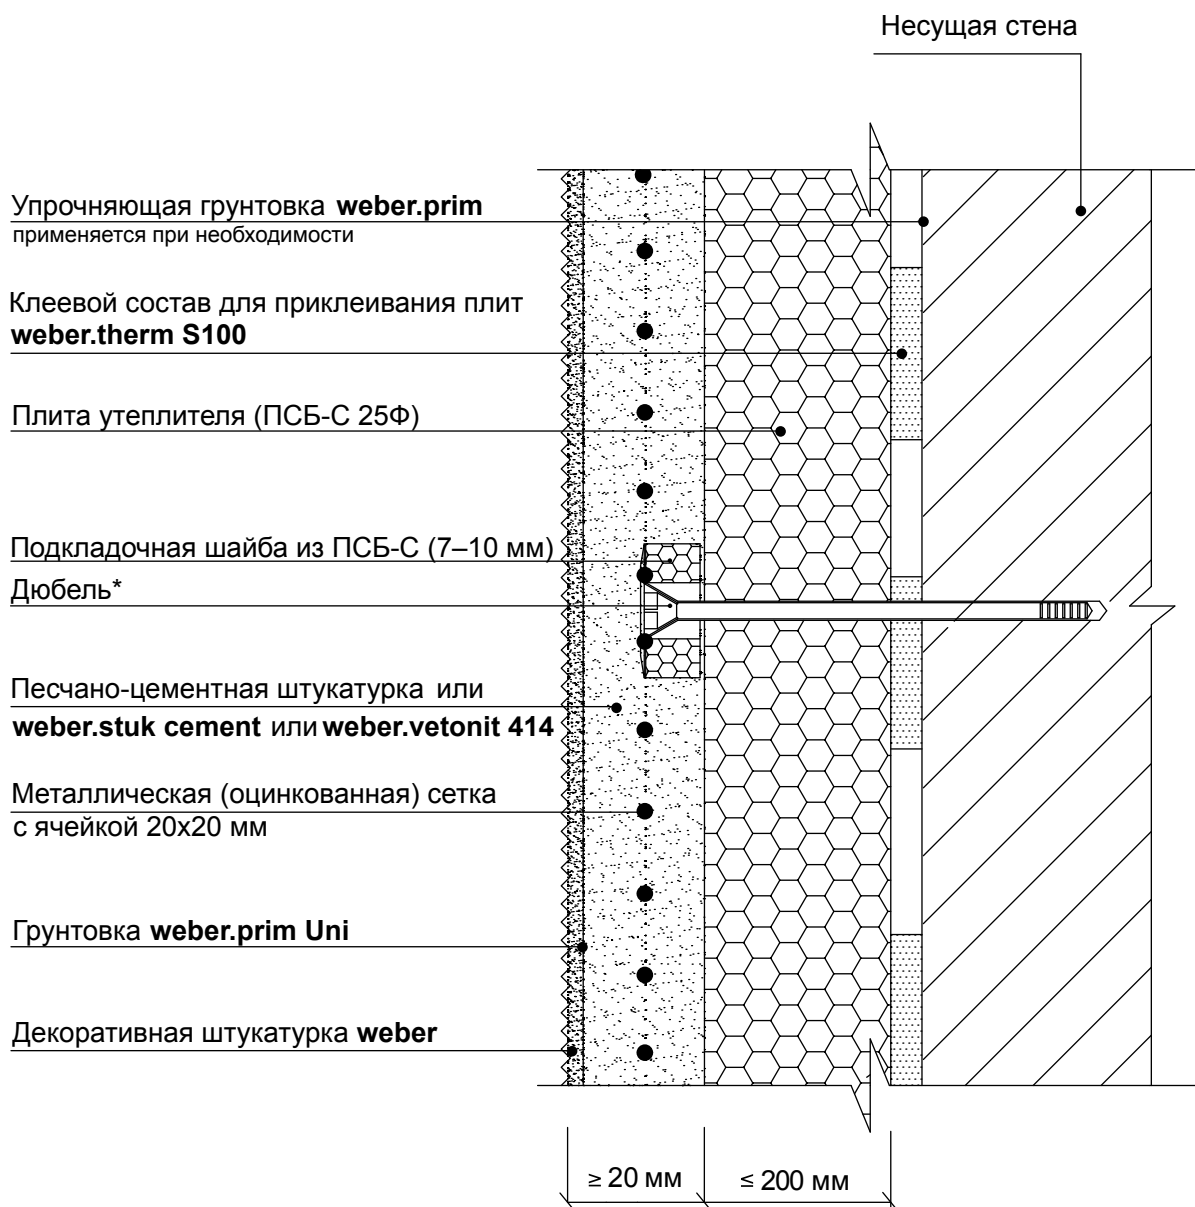 Несущая стена
Упрочняющая грунтовка weber.prim
применяется при необходимости
Клеевой состав для приклеивания плит
weber.therm S100
Плита утеплителя (ПСБ-С 25Ф)
Подкладочная шайба из ПСБ-С (7–10 мм)
Дюбель*
Песчано-цементная штукатурка или
weber.stuk cement или weber.vetonit 414
Металлическая (оцинкованная) сетка
с ячейкой 20х20 мм
Грунтовка weber.prim Uni
Декоративная штукатурка weber
≥ 20 мм ≤ 200 мм